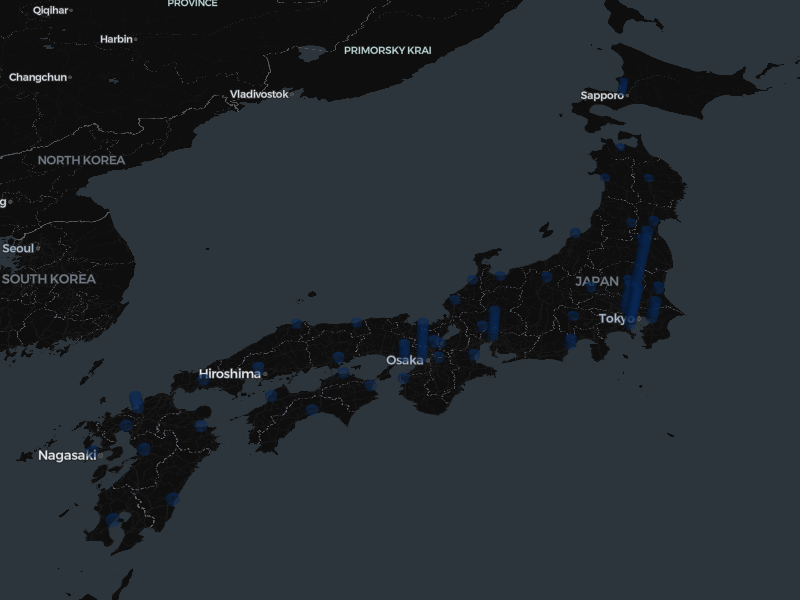 PROVINCE
Qiqihar
Harbin
PRIMORSKY KRAI
Changchun
Vladivostok
Sapporo
NORTH KOREA
g
Seoul
SOUTH KOREA
JAPAN
Tokyo
Osaka
Hiroshima
Nagasaki